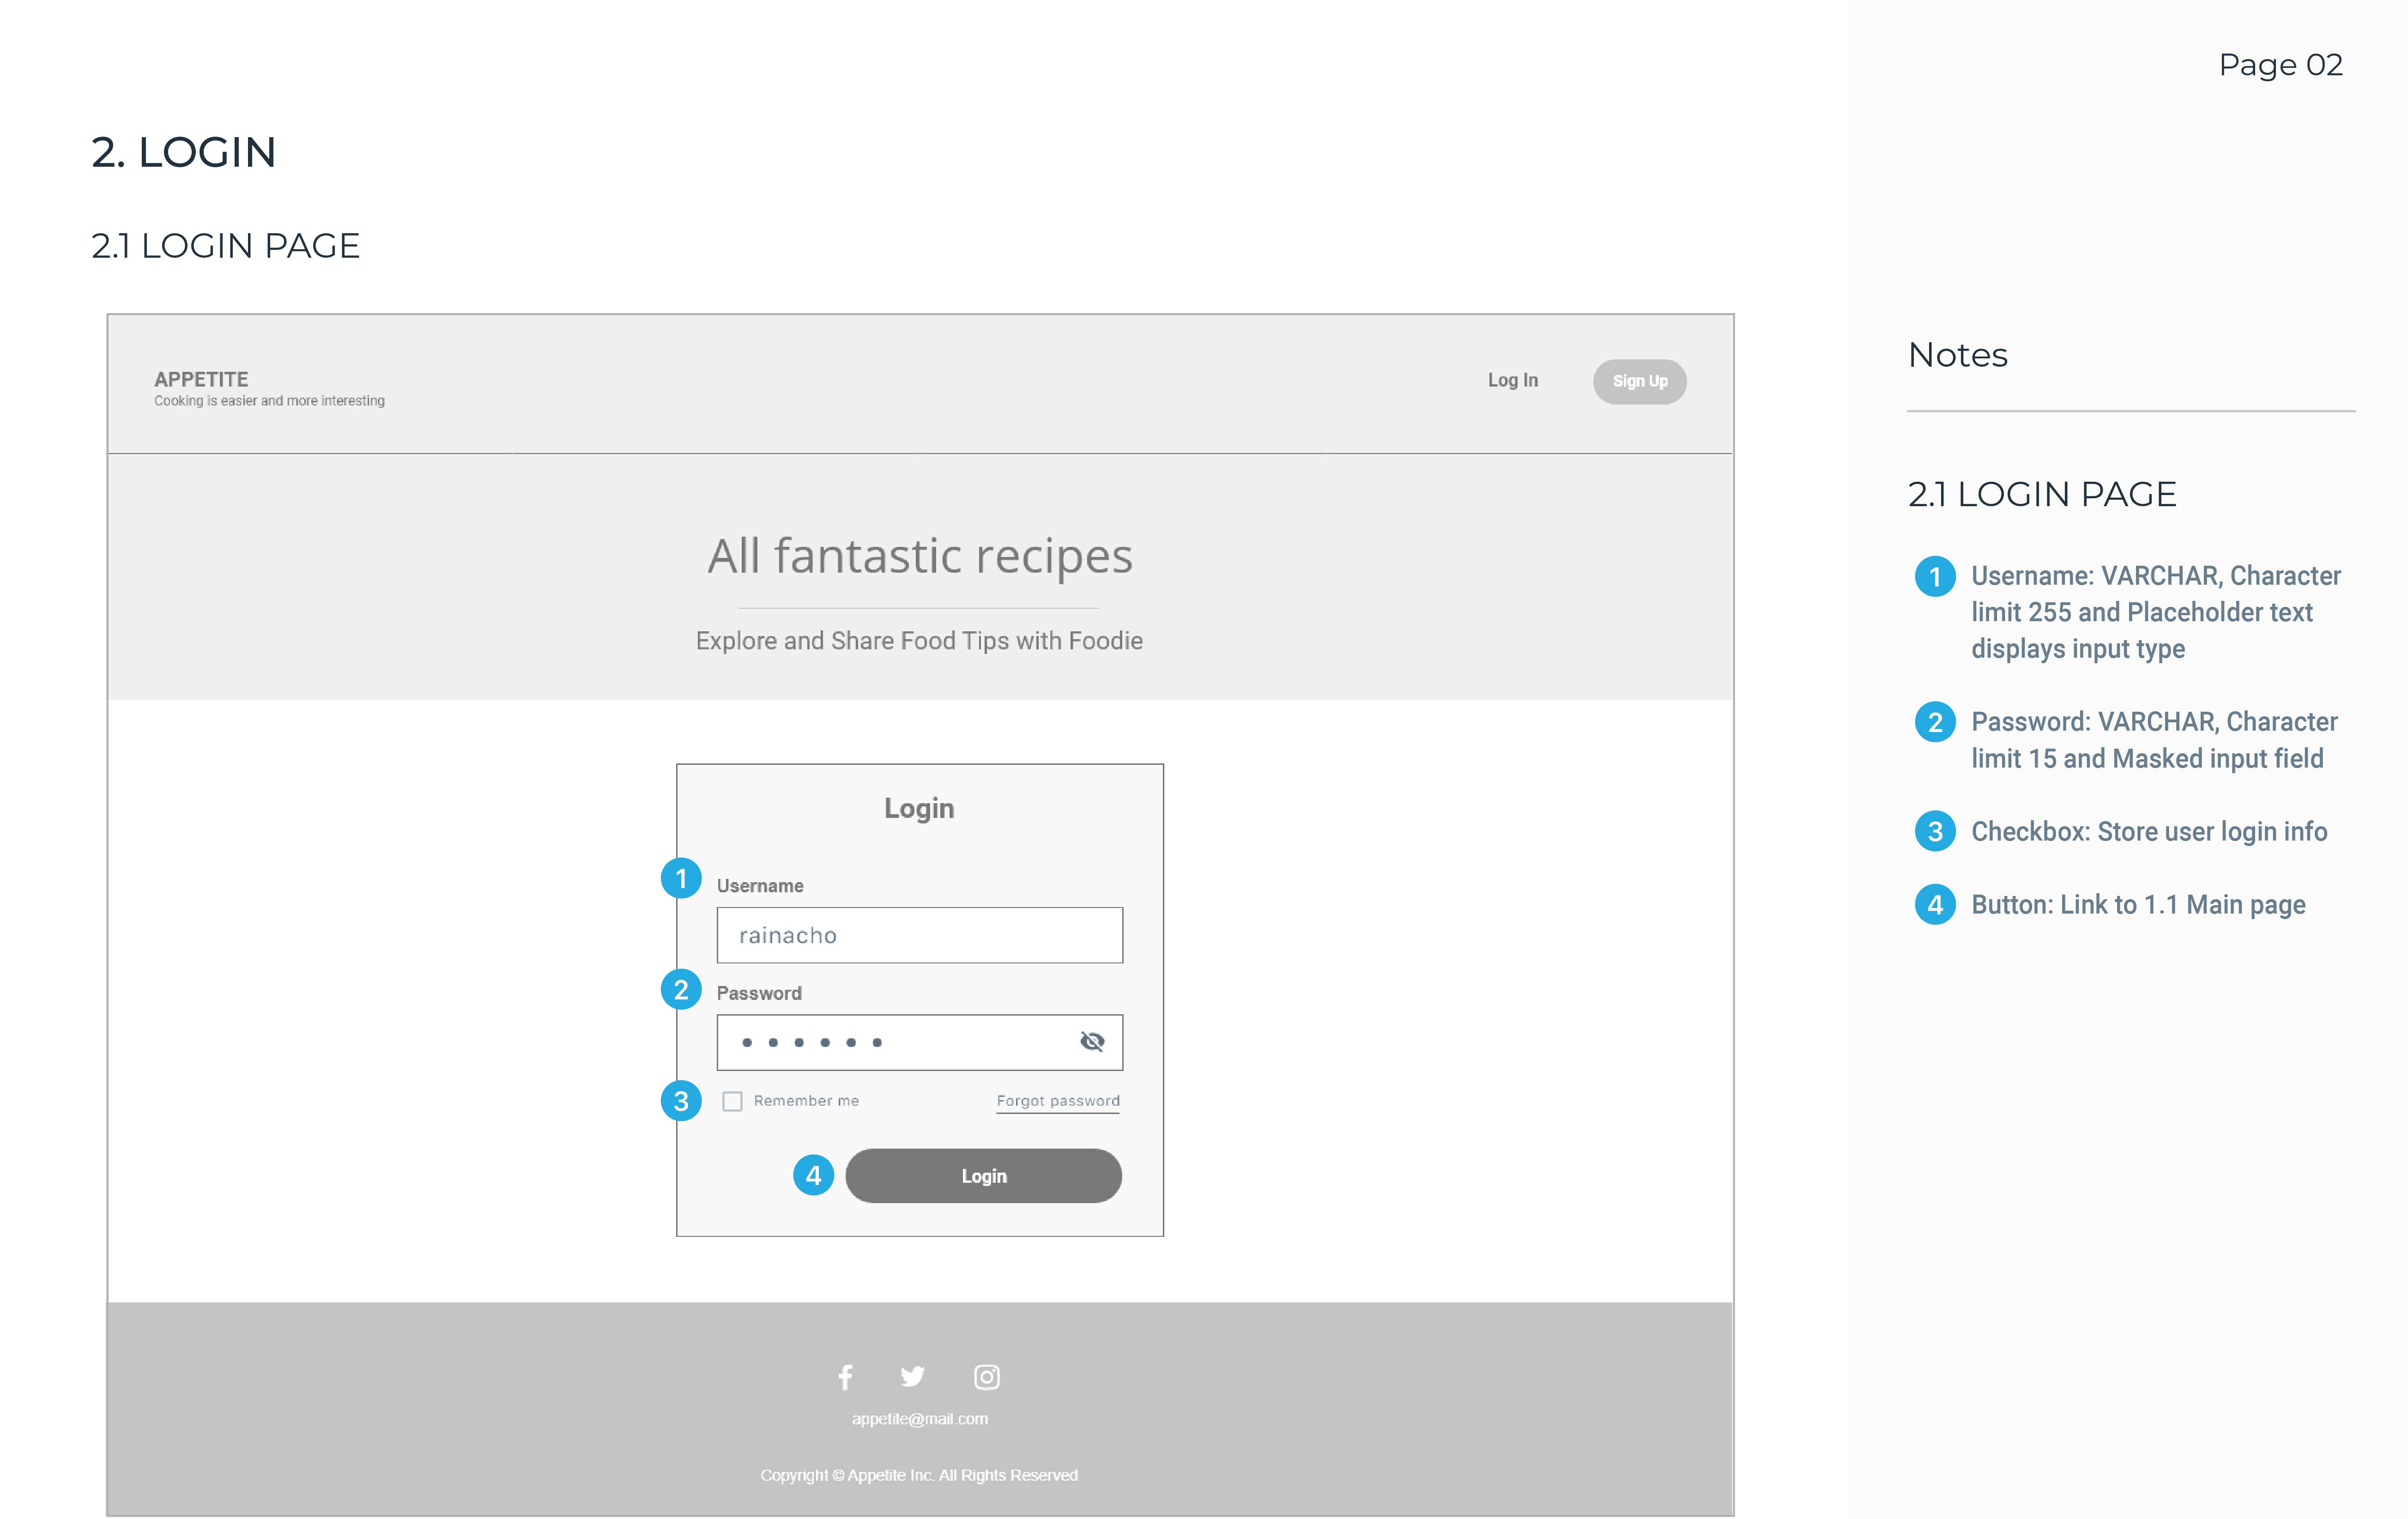 Page 02
2. LOGIN
2.1 LOGIN PAGE
APPETITE
Cooking is easier and more interesting
Log In
Sign Up
All fantastic recipes
Explore and Share Food Tips with Foodie
Login
1
Username
rainacho
2
Password
3
Remember me
Forgot password
4
Login
appetite@mail.com
Copyright © Appetite Inc. All Rights Reserved
Notes
2.1 LOGIN PAGE
1 Username: VARCHAR, Character
limit 255 and Placeholder text
displays input type
2 Password: VARCHAR, Character
limit 15 and Masked input field
3 Checkbox: Store user login info
4 Button: Link to 1.1 Main page